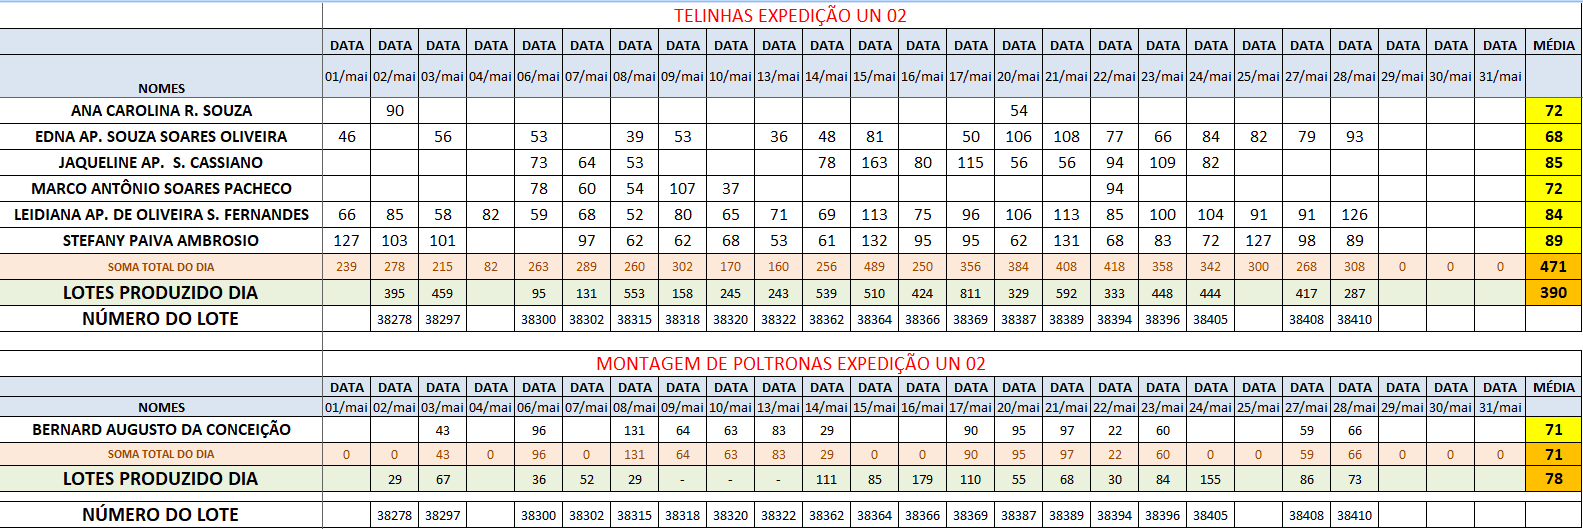 TELINHAS EXPEDIÇÃO UN 02
DATA DATA DATA DATA DATA DATA DATA DATA DATA DATA DATA DATA DATA DATA DATA DATA DATA DATA DATA DATA DATA DATA DATA DATA DATA MÉDIA
NOMES 01/mai 02/mai 03/mai 04/mai 06/mai 07/mai 08/mai 09/mai 10/mai 13/mai 14/mai 15/mai 16/mai 17/mai 20/mai 21/mai 22/mai 23/mai 24/mai 25/mai 27/mai 28/mai 29/mai 30/mai 31/mai
ANA CAROLINA R. SOUZA 90 54 72
EDNA AP. SOUZA SOARES OLIVEIRA 46 56 53 39 53 36 48 81 50 106 108 77 66 84 82 79 93 68
JAQUELINE AP. S. CASSIANO 73 64 53 78 163 80 115 56 56 94 109 82 85
MARCO ANTÔNIO SOARES PACHECO 78 60 54 107 37 94 72
LEIDIANA AP. DE OLIVEIRA S. FERNANDES 66 85 58 82 59 68 52 80 65 71 69 113 75 96 106 113 85 100 104 91 91 126 84
STEFANY PAIVA AMBROSIO 127 103 101 97 62 62 68 53 61 132 95 95 62 131 68 83 72 127 98 89 89
SOMA TOTAL DO DIA 239 278 215 82 263 289 260 302 170 160 256 489 250 356 384 408 418 358 342 300 268 308 0 0 0 471
LOTES PRODUZIDO DIA 395 459 95 131 553 158 245 243 539 510 424 811 329 592 333 448 444 417 287 390
NÚMERO DO LOTE 38278 38297 38300 38302 38315 38318 38320 38322 38362 38364 38366 38369 38387 38389 38394 38396 38405 38408 38410
MONTAGEM DE POLTRONAS EXPEDIÇÃO UN 02
DATA DATA DATA DATA DATA DATA DATA DATA DATA DATA DATA DATA DATA DATA DATA DATA DATA DATA DATA DATA DATA DATA DATA DATA DATA MÉDIA
NOMES 01/mai 02/mai 03/mai 04/mai 06/mai 07/mai 08/mai 09/mai 10/mai 13/mai 14/mai 15/mai 16/mai 17/mai 20/mai 21/mai 22/mai 23/mai 24/mai 25/mai 27/mai 28/mai 29/mai 30/mai 31/mai
BERNARD AUGUSTO DA CONCEIÇÃO 43 96 131 64 63 83 29 90 95 97 22 60 59 66 71
SOMA TOTAL DO DIA 0 0 43 0 96 0 131 64 63 83 29 0 0 90 95 97 22 60 0 0 59 66 0 0 0 71
LOTES PRODUZIDO DIA 29 67 36 52 29 - - - 111 85 179 110 55 68 30 84 155 86 73 78
NÚMERO DO LOTE 38278 38297 38300 38302 38315 38318 38320 38322 38362 38364 38366 38369 38387 38389 38394 38396 38405 38408 38410